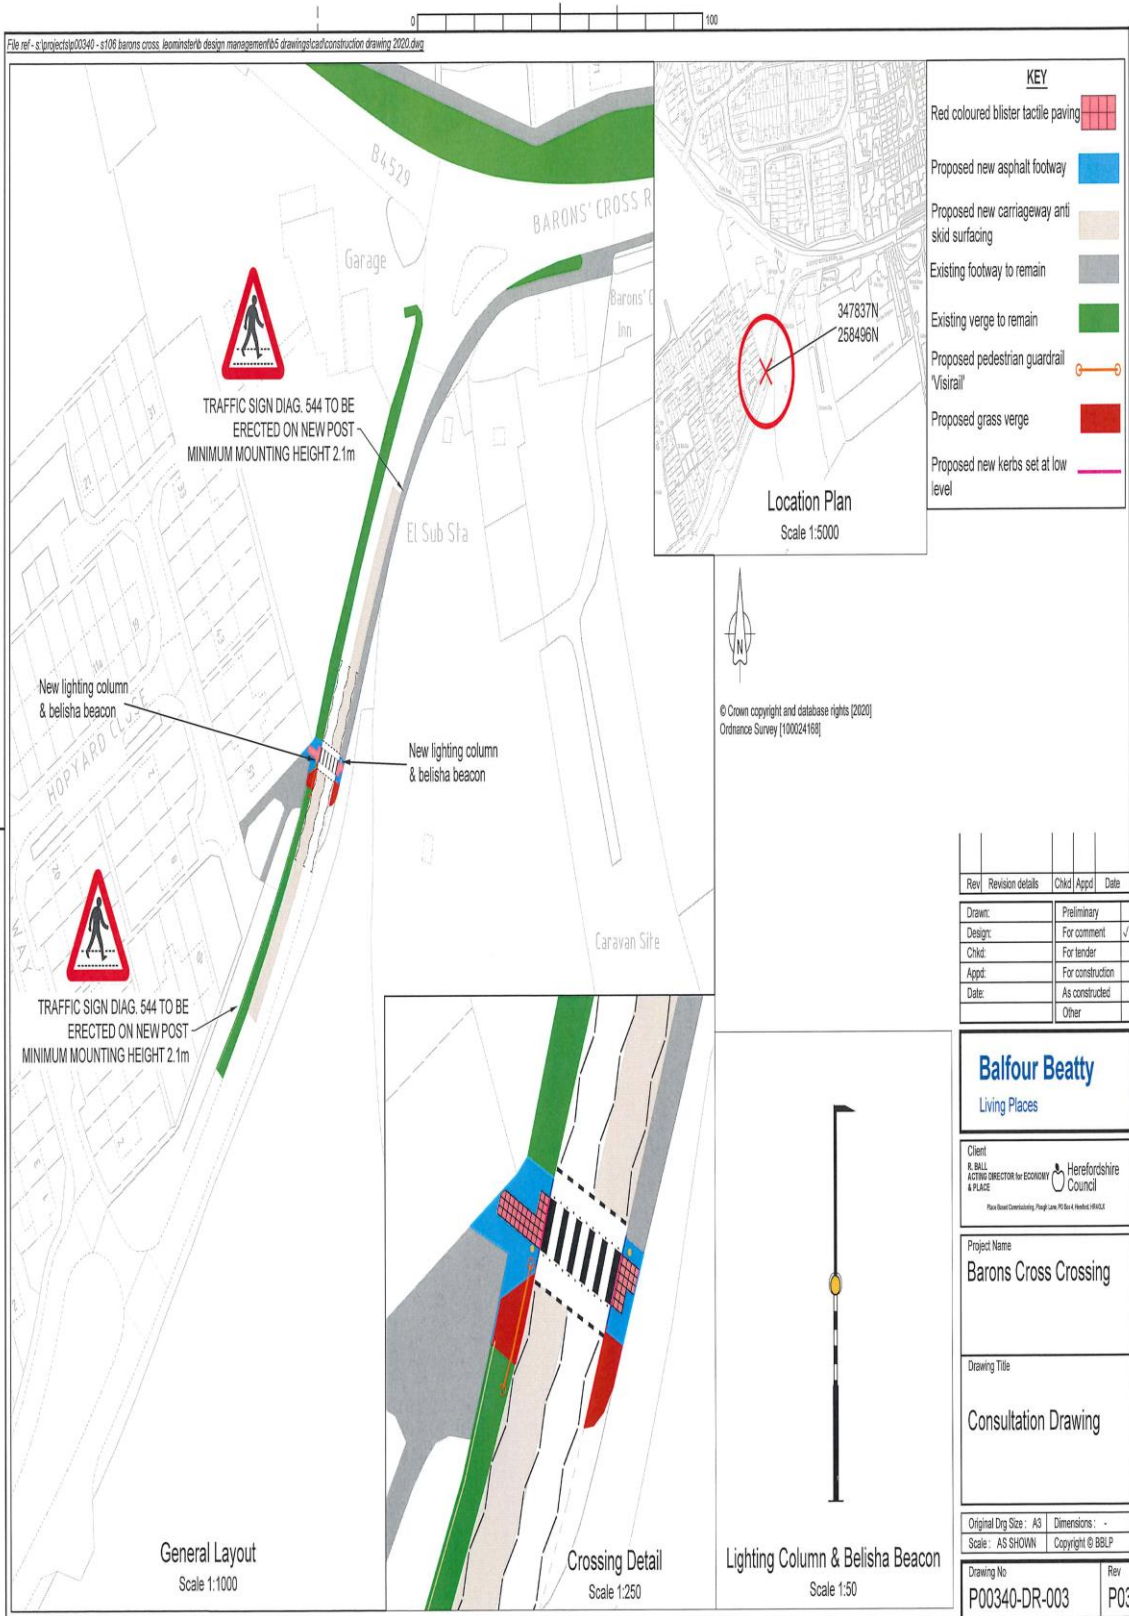 0
100
File ref - s:\projects\p00340 - s106 barons cross, leominster\b design management\b5 drawings\cad\construction drawing 2020.dwg
B4529
BARONS' CROSS R
Garage
Barons' C
Inn
TRAFFIC SIGN DIAG. 544 TO BE
ERECTED ON NEW POST
MINIMUM MOUNTING HEIGHT 2.1m
El Sub Sta
New lighting column
& belisha beacon
HOPYARD CLOSE
New lighting column
& belisha beacon
WAY
Caravan Site
TRAFFIC SIGN DIAG. 544 TO BE
ERECTED ON NEW POST
MINIMUM MOUNTING HEIGHT 2.1m
General Layout
Scale 1:1000
347837N
258496N
Location Plan
Scale 1:5000
KEY
Red coloured blister tactile paving
Proposed new asphalt footway
Proposed new carriageway anti
skid surfacing
Existing footway to remain
Existing verge to remain
Proposed pedestrian guardrail
'Visirail'
Proposed grass verge
Proposed new kerbs set at low
level
N
© Crown copyright and database rights [2020]
Ordnance Survey [100024168]
Crossing Detail
Scale 1:250
Lighting Column & Belisha Beacon
Scale 1:50
Rev Revision details Chkd Appd Date
Drawn: Preliminary
Design: For comment ✓
Chkd: For tender
Appd: For construction
Date: As constructed
Other
Balfour Beatty
Living Places
Client
R. BALL
ACTING DIRECTOR for ECONOMY
& PLACE
Herefordshire
Council
Project Name
Barons Cross Crossing
Drawing Title
Consultation Drawing
Original Drg Size : A3 Dimensions : -
Scale : AS SHOWN Copyright © BBLP
Drawing No Rev
P00340-DR-003 P03